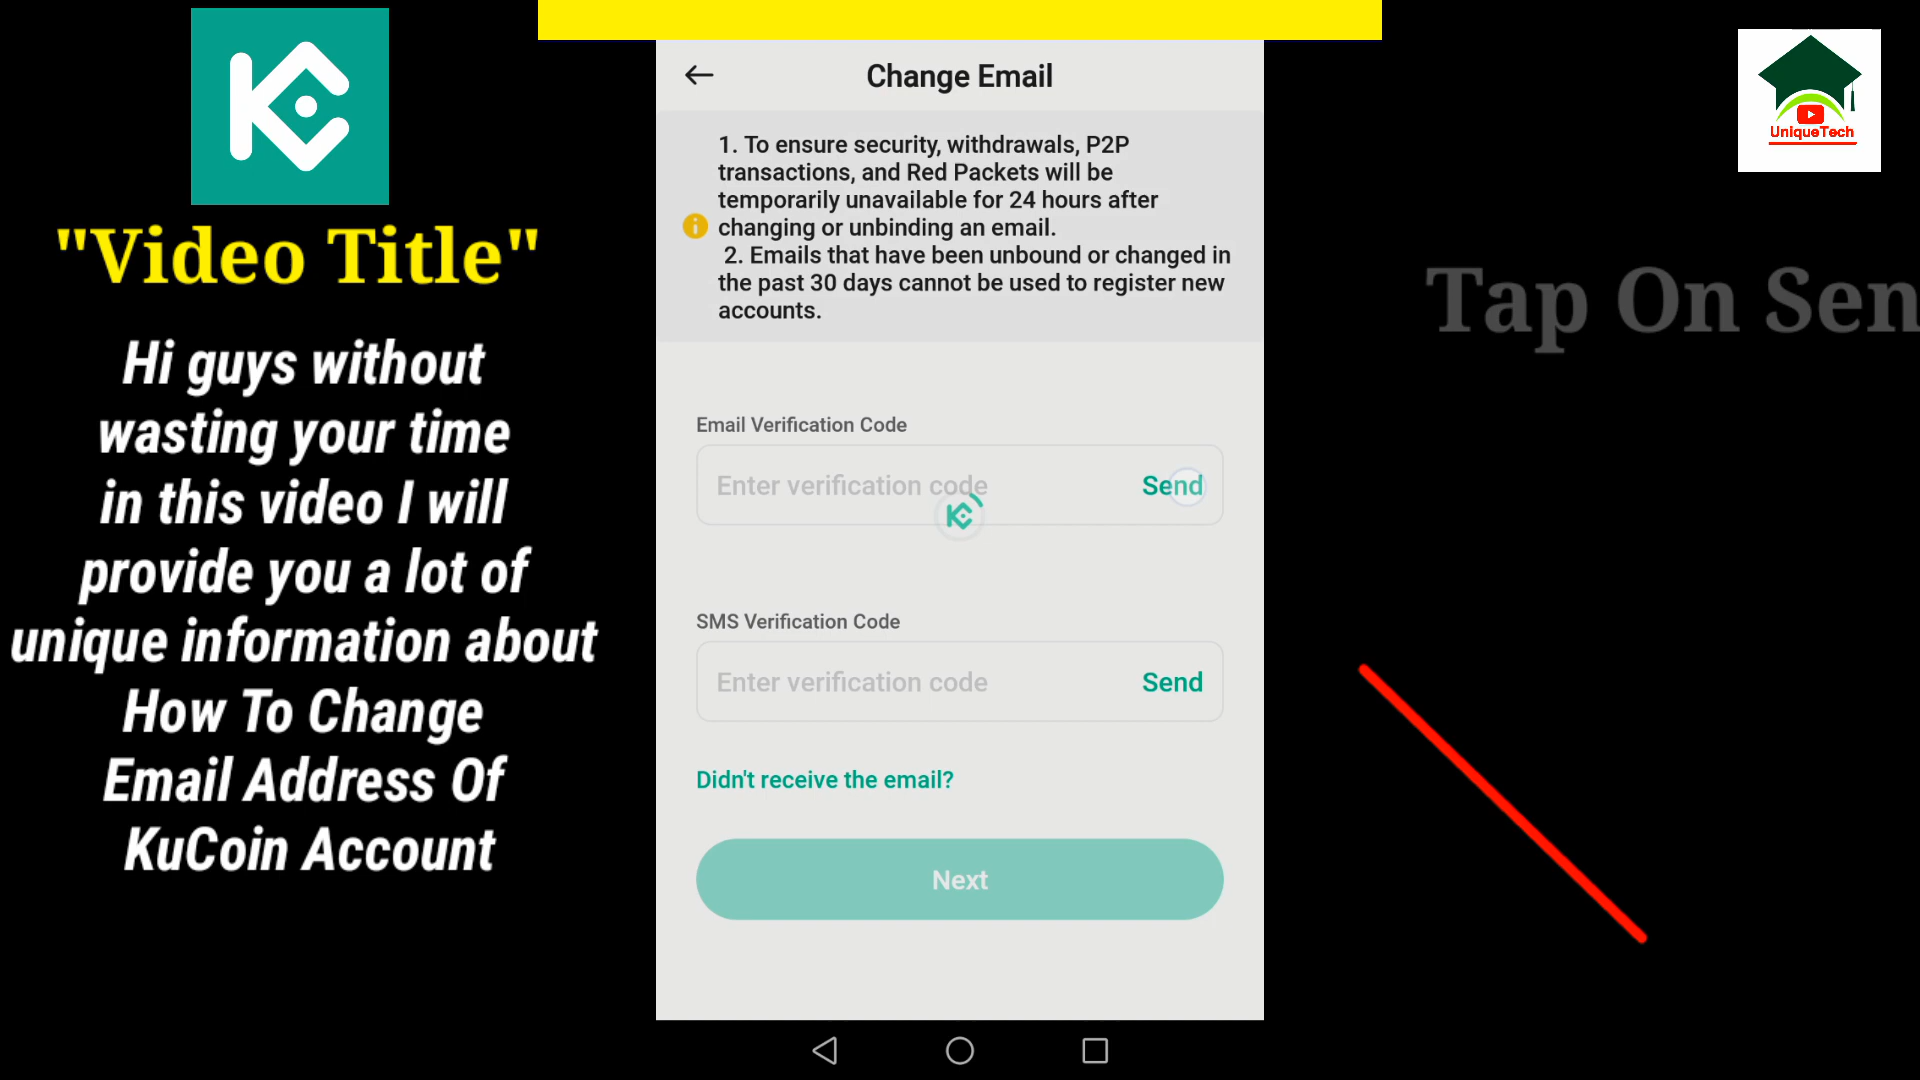 "Video Title"
Hi guys without
wasting your time
in this video I will
provide you a lot of
unique information about
How To Change
Email Address Of
KuCoin Account
Change Email
1. To ensure security, withdrawals, P2P
transactions, and Red Packets will be
temporarily unavailable for 24 hours after
changing or unbinding an email.
2. Emails that have been unbound or changed in
the past 30 days cannot be used to register new
accounts.
Email Verification Code
Enter verification code Send
SMS Verification Code
Enter verification code Send
Didn't receive the email?
Next
UniqueTech
Tap On Sen